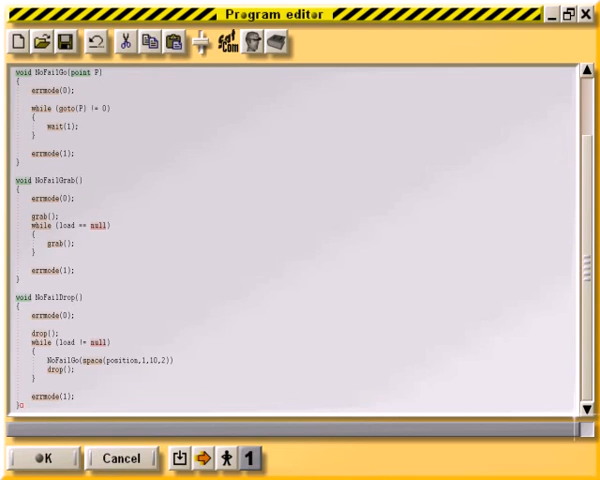 Program editor
Sat
Com
void NoFailGo(point P)
{
errmode(0);
while (goto(P) != 0)
{
wait(1);
}
errmode(1);
}
void NoFailGrab()
{
errmode(0);
grab();
while (load == null)
{
grab();
}
errmode(1);
}
void NoFailDrop()
{
errmode(0);
drop();
while (load != null)
{
NoFailGo(space(position,1,10,2))
drop();
}
errmode(1);
}
OK Cancel 1